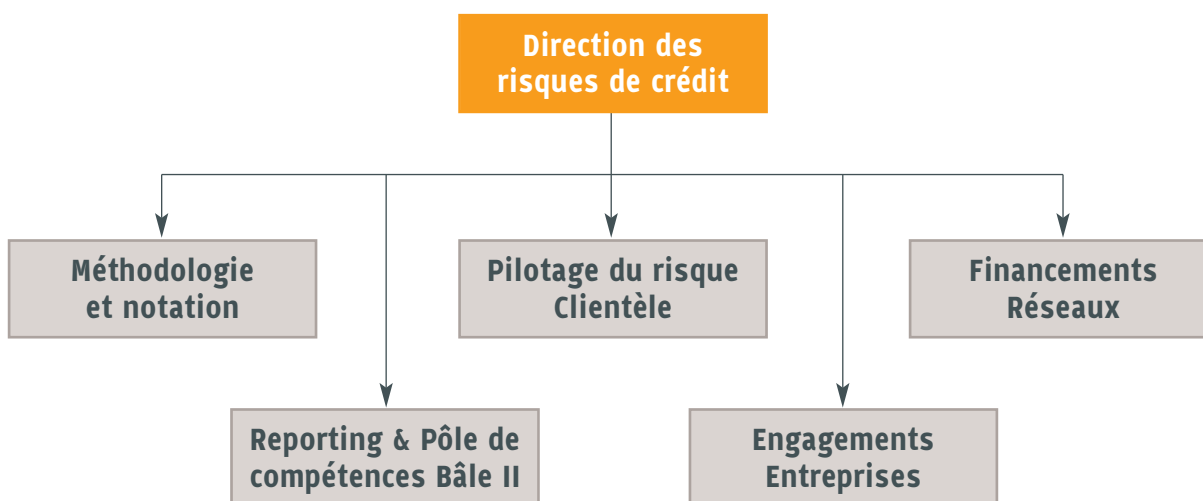 Direction des
risques de crédit
Méthodologie
et notation
Pilotage du risque
Clientèle
Financements
Réseaux
Reporting & Pôle de
compétences Bâle II
Engagements
Entreprises